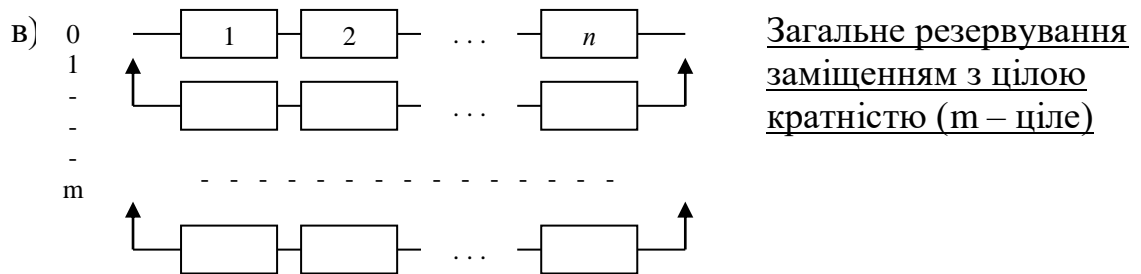 в) 0 1 2 . . . n Загальне резервування
1 заміщенням з цілою
- . . . кратністю (m – ціле)
-
-
m - - - - - - - - - - - - - - -
. . .